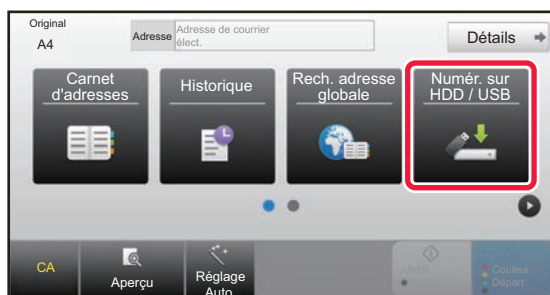 Original
A4
Adresse
Adresse de courrier
élect.
Détails
Carnet
d'adresses
Historique
Rech. adresse
globale
Numér. sur
HDD / USB
CA
Aperçu
Réglage
Auto
N&B
Couleur
Départ